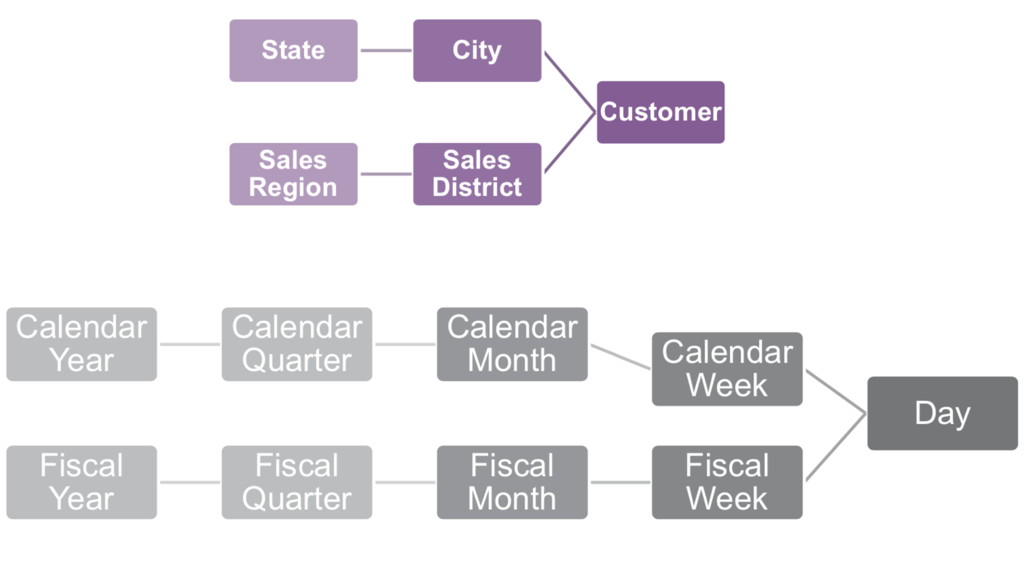 State
City
Customer
Sales
Region
Sales
District
Calendar
Year
Calendar
Quarter
Calendar
Month
Calendar
Week
Day
Fiscal
Year
Fiscal
Quarter
Fiscal
Month
Fiscal
Week